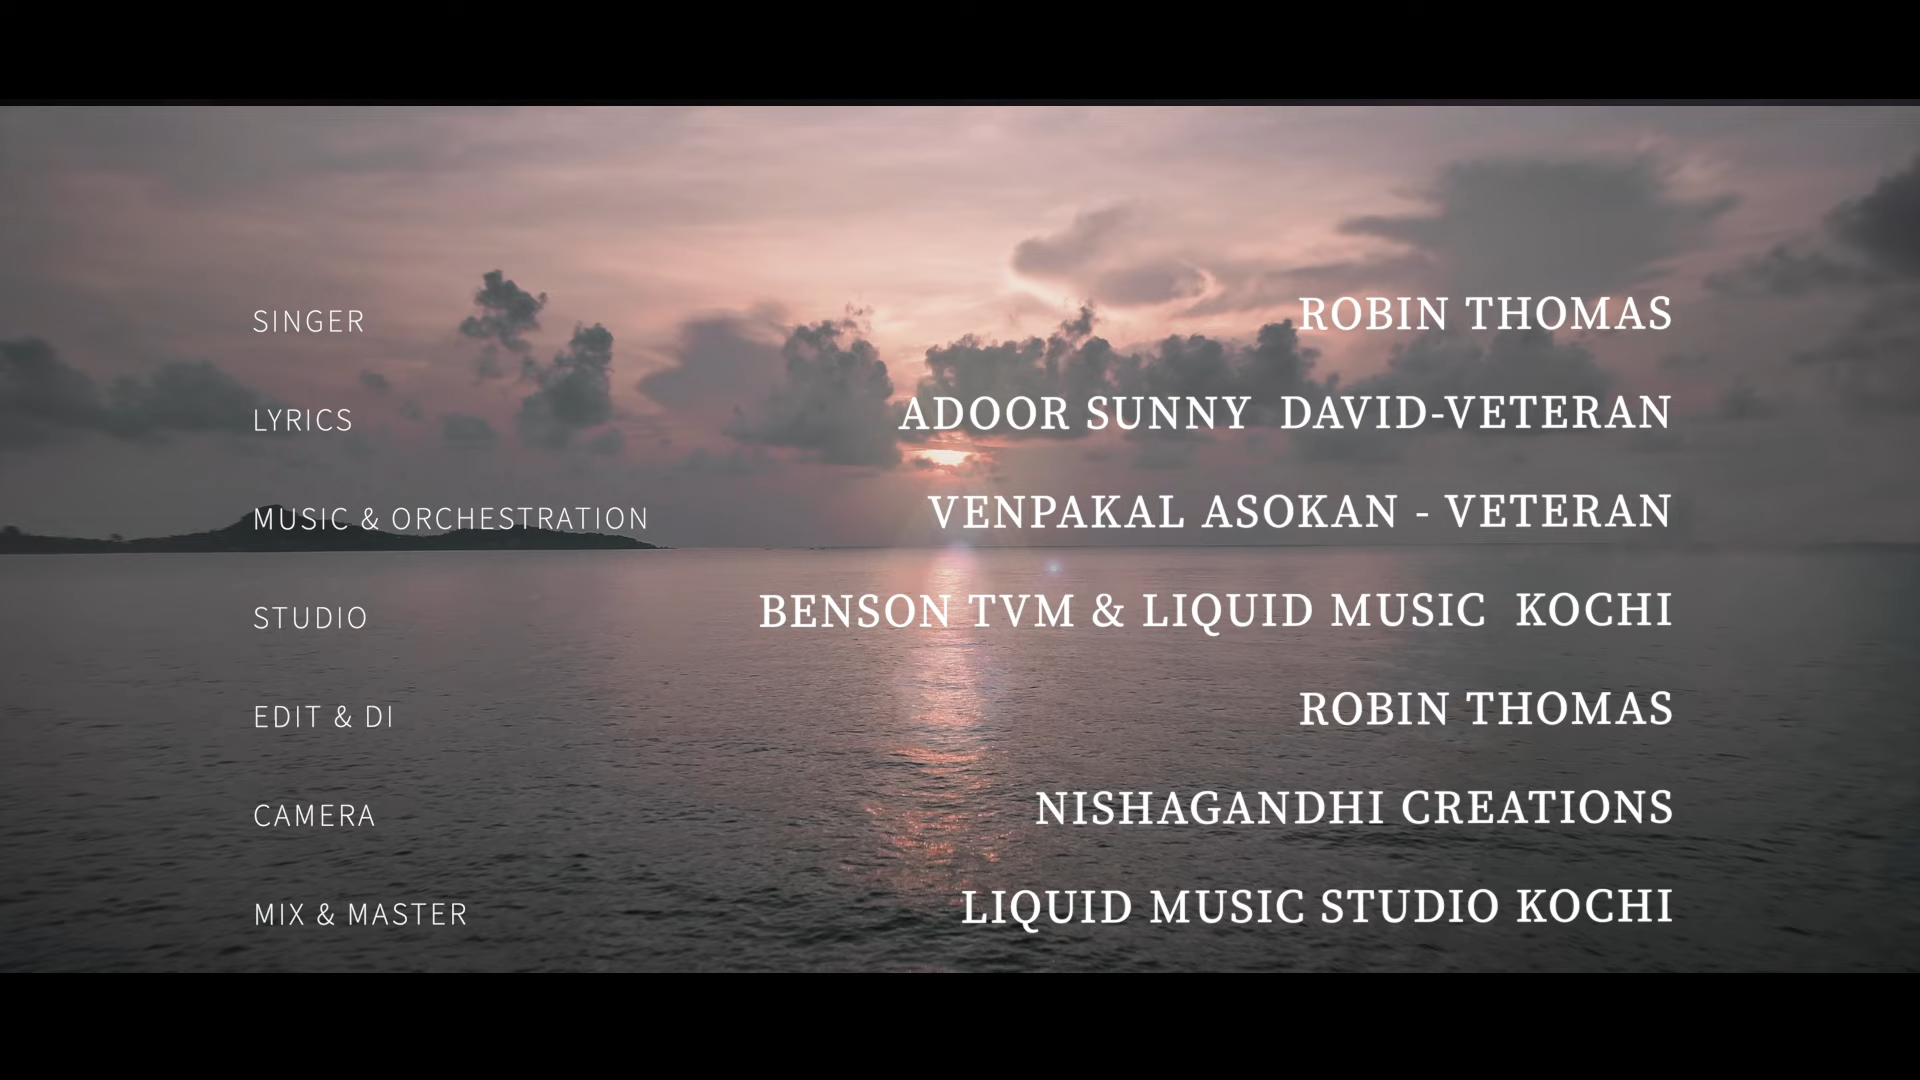 SINGER ROBIN THOMAS
LYRICS ADOOR SUNNY DAVID-VETERAN
MUSIC & ORCHESTRATION VENPAKAL ASOKAN - VETERAN
STUDIO BENSON TVM & LIQUID MUSIC KOCHI
EDIT & DI ROBIN THOMAS
CAMERA NISHAGANDHI CREATIONS
MIX & MASTER LIQUID MUSIC STUDIO KOCHI